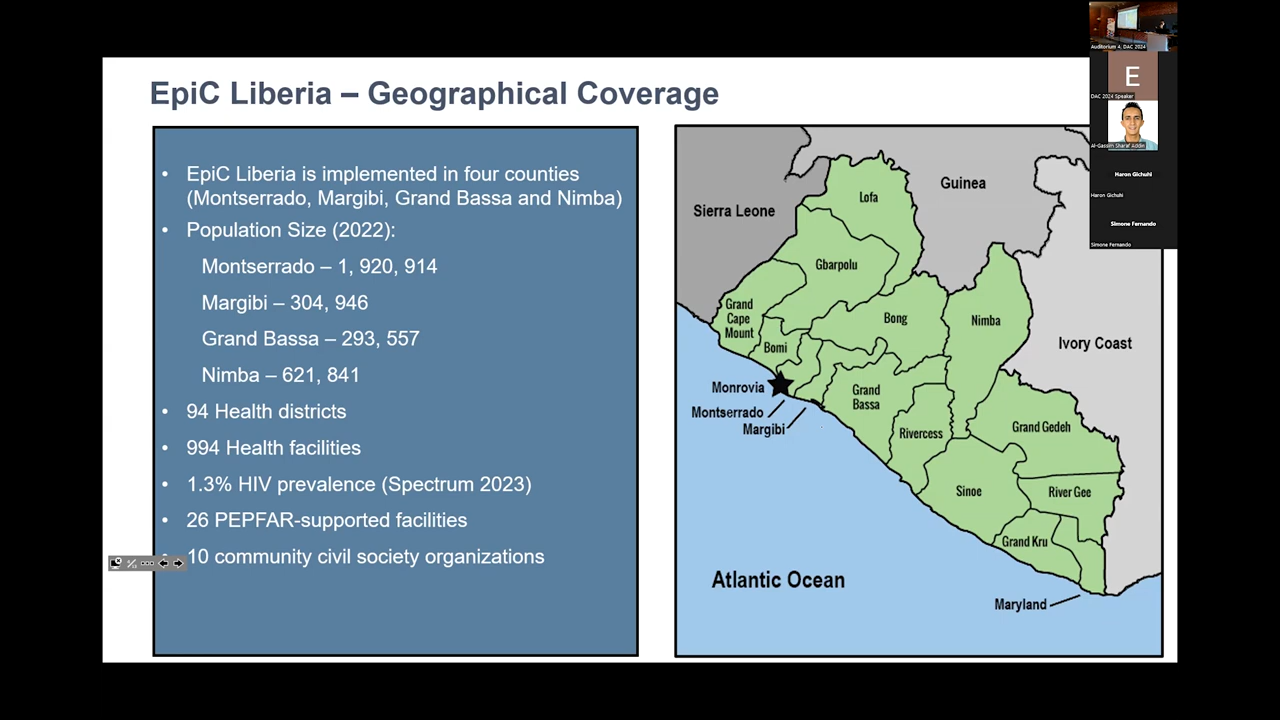 EpiC Liberia – Geographical Coverage
• EpiC Liberia is implemented in four counties
(Montserrado, Margibi, Grand Bassa and Nimba)
• Population Size (2022):
Montserrado – 1, 920, 914
Margibi – 304, 946
Grand Bassa – 293, 557
Nimba – 621, 841
• 94 Health districts
• 994 Health facilities
• 1.3% HIV prevalence (Spectrum 2023)
• 26 PEPFAR-supported facilities
• 10 community civil society organizations
Sierra Leone
Guinea
Ivory Coast
Lofa
Gbarpolu
Grand
Cape
Mount
Bomi
Bong
Nimba
Monrovia
Montserrado
Margibi
Grand
Bassa
Rivercess
Grand Gedeh
Sinoe
River Gee
Grand Kru
Maryland
Atlantic Ocean
Auditorium 4, DAC 2024
E
DAC 2024 Speaker
Al-Gassim Sharaf Addin
Haron Gichuhi
Haron Gichuhi
Simone Fernando
Simone Fernando